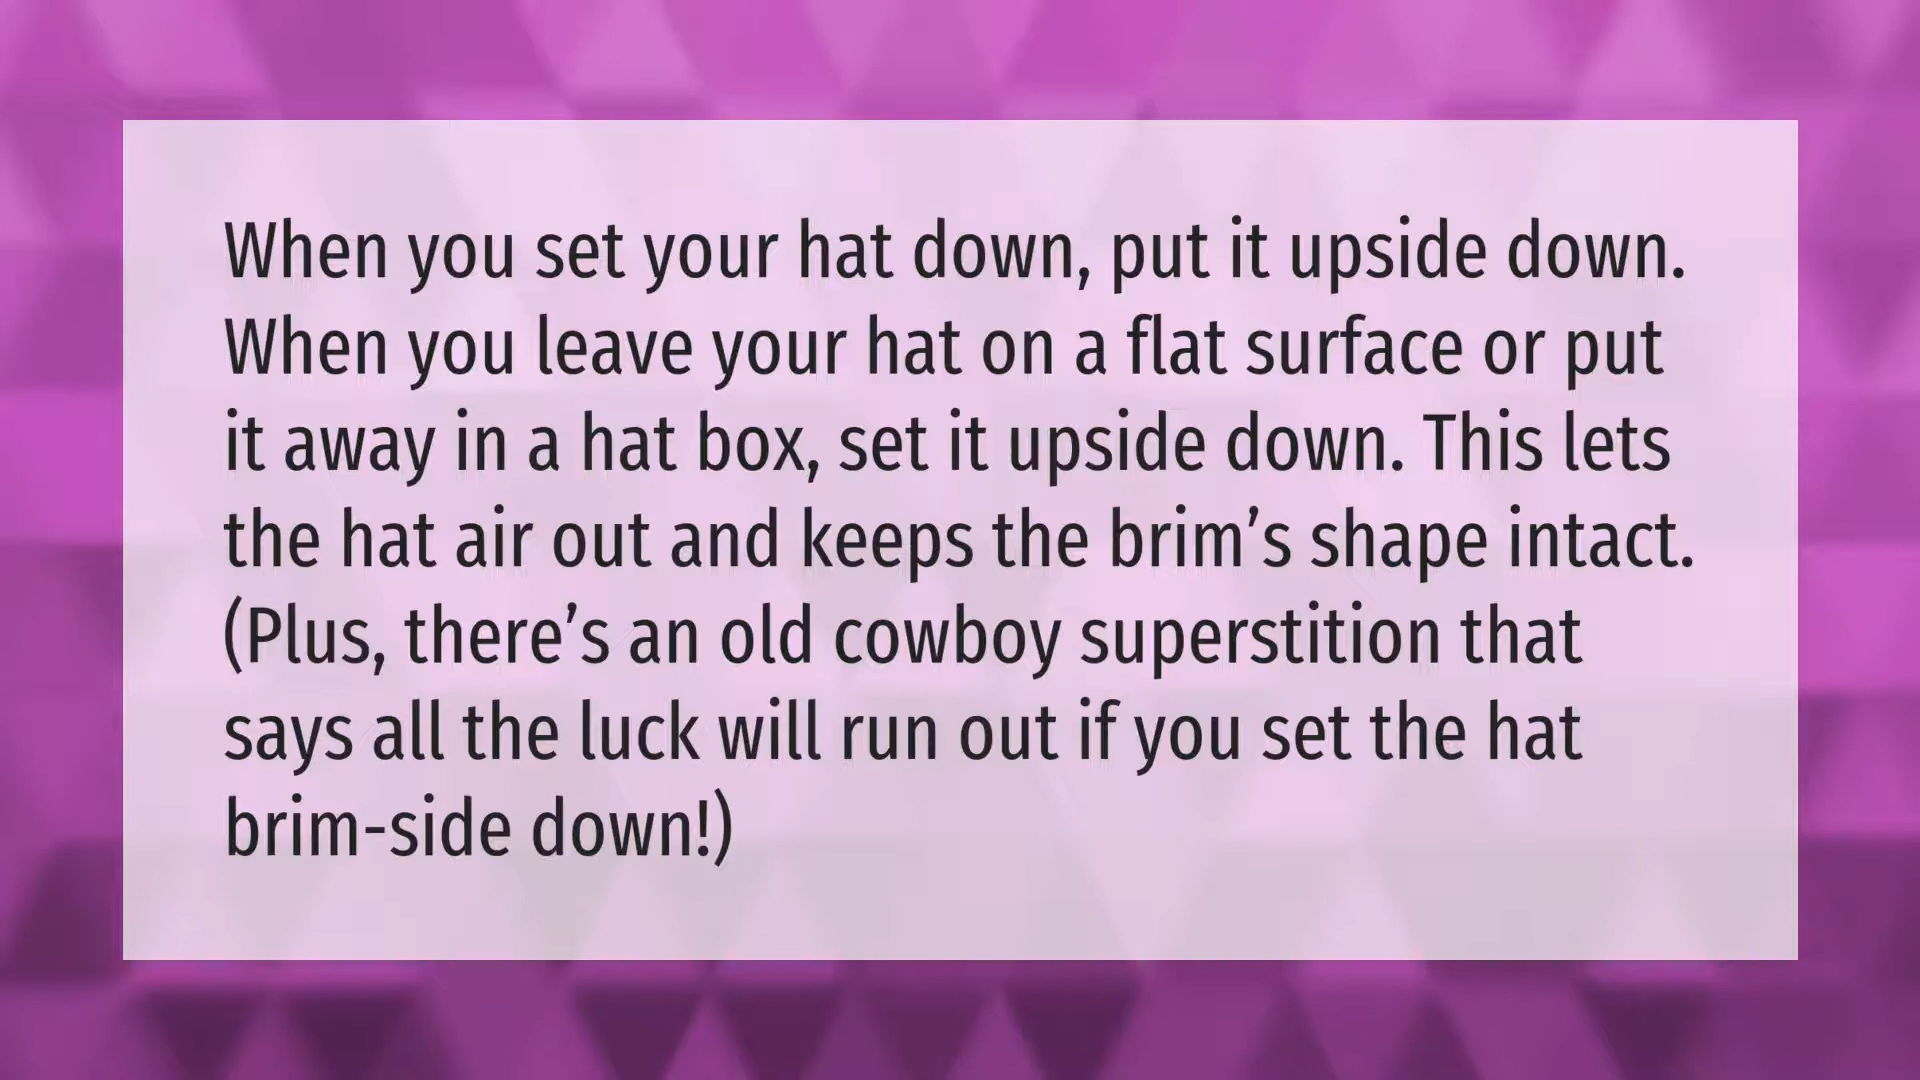 When you set your hat down, put it upside down.
When you leave your hat on a flat surface or put
it away in a hat box, set it upside down. This lets
the hat air out and keeps the brim’s shape intact.
(Plus, there’s an old cowboy superstition that
says all the luck will run out if you set the hat
brim-side down!)